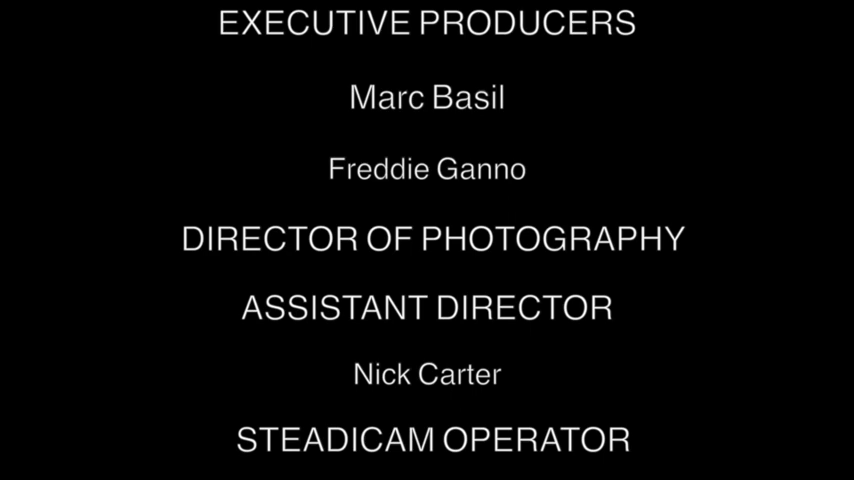 EXECUTIVE PRODUCERS
Marc Basil
Freddie Ganno
DIRECTOR OF PHOTOGRAPHY
ASSISTANT DIRECTOR
Nick Carter
STEADICAM OPERATOR